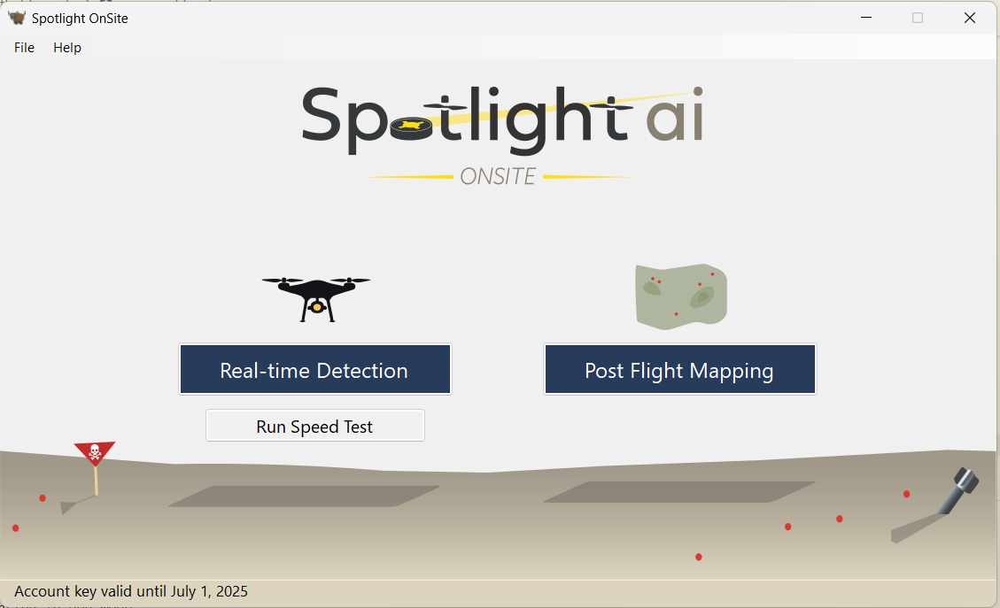 Spotlight OnSite
File Help
Spotlight ai
ONSITE
Real-time Detection
Post Flight Mapping
Run Speed Test
Account key valid until July 1, 2025